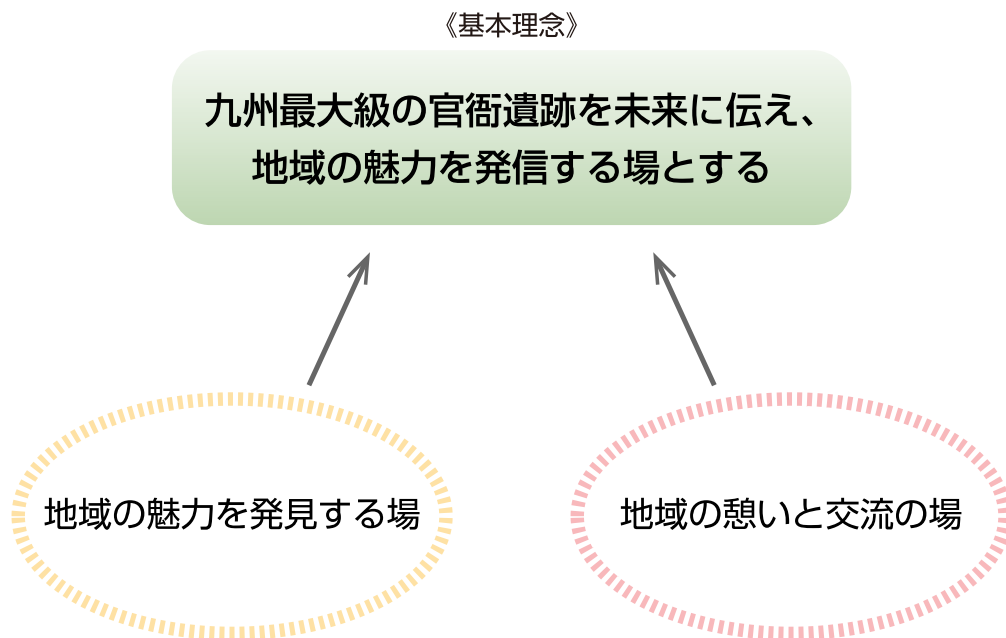 《基本理念》
九州最大級の官衙遺跡を未来に伝え、
地域の魅力を発信する場とする
地域の魅力を発見する場
地域の憩いと交流の場